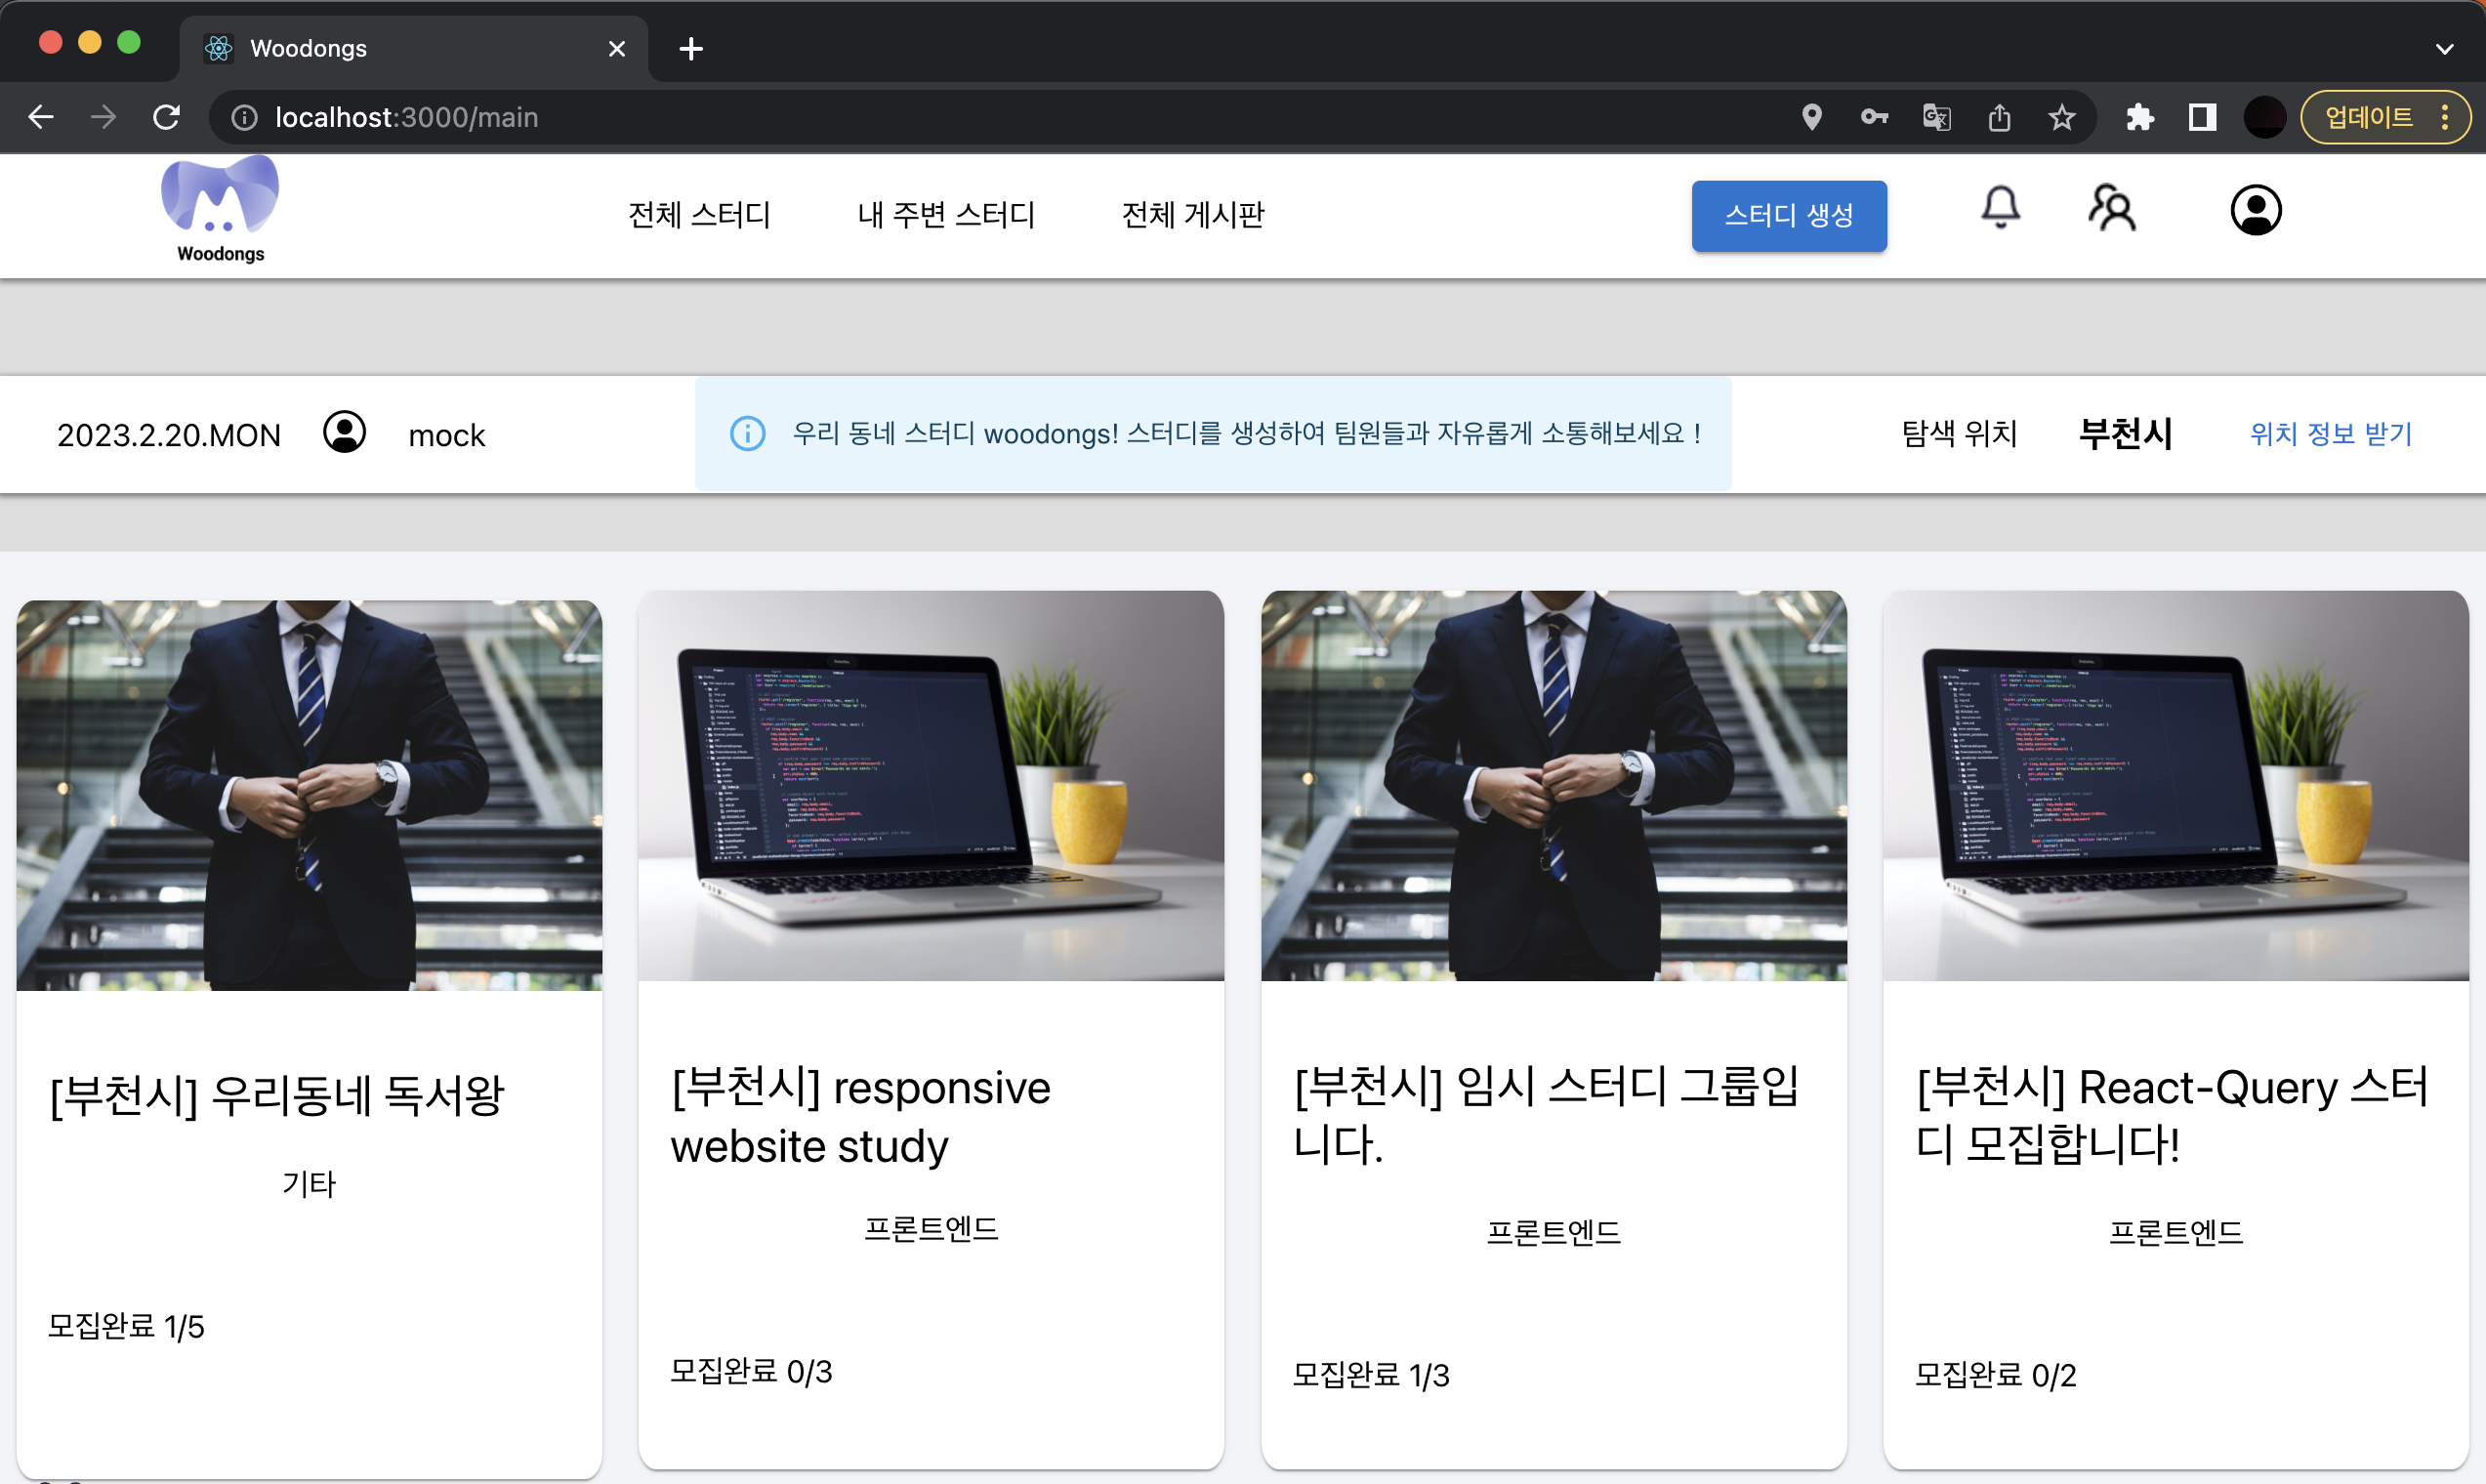 Woodongs
localhost:3000/main
업데이트
Woodongs
전체 스터디
내 주변 스터디
전체 게시판
스터디 생성
2023.2.20.MON
mock
우리 동네 스터디 woodongs! 스터디를 생성하여 팀원들과 자유롭게 소통해보세요 !
탐색 위치
부천시
위치 정보 받기
[부천시] 우리동네 독서왕
기타
모집완료 1/5
[부천시] responsive
website study
프론트엔드
모집완료 0/3
[부천시] 임시 스터디 그룹입
니다.
프론트엔드
모집완료 1/3
[부천시] React-Query 스터
디 모집합니다!
프론트엔드
모집완료 0/2